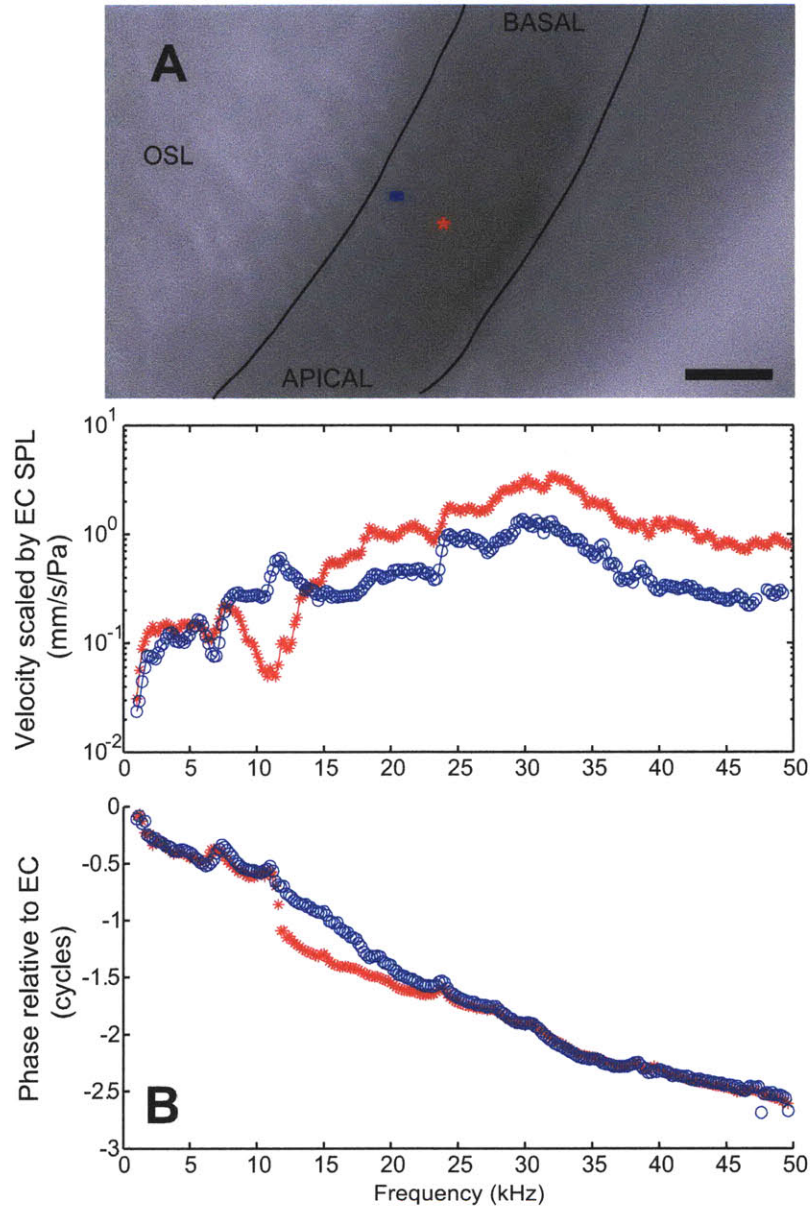 A
BASAL
OSL
APICAL
Velocity scaled by EC SPL
(mm/s/Pa)
10^1
10^0
10^-1
10^-2
0 5 10 15 20 25 30 35 40 45 50
Phase relative to EC
(cycles)
0
-0.5
-1
-1.5
-2
-2.5
-3
B
0 5 10 15 20 25 30 35 40 45 50
Frequency (kHz)